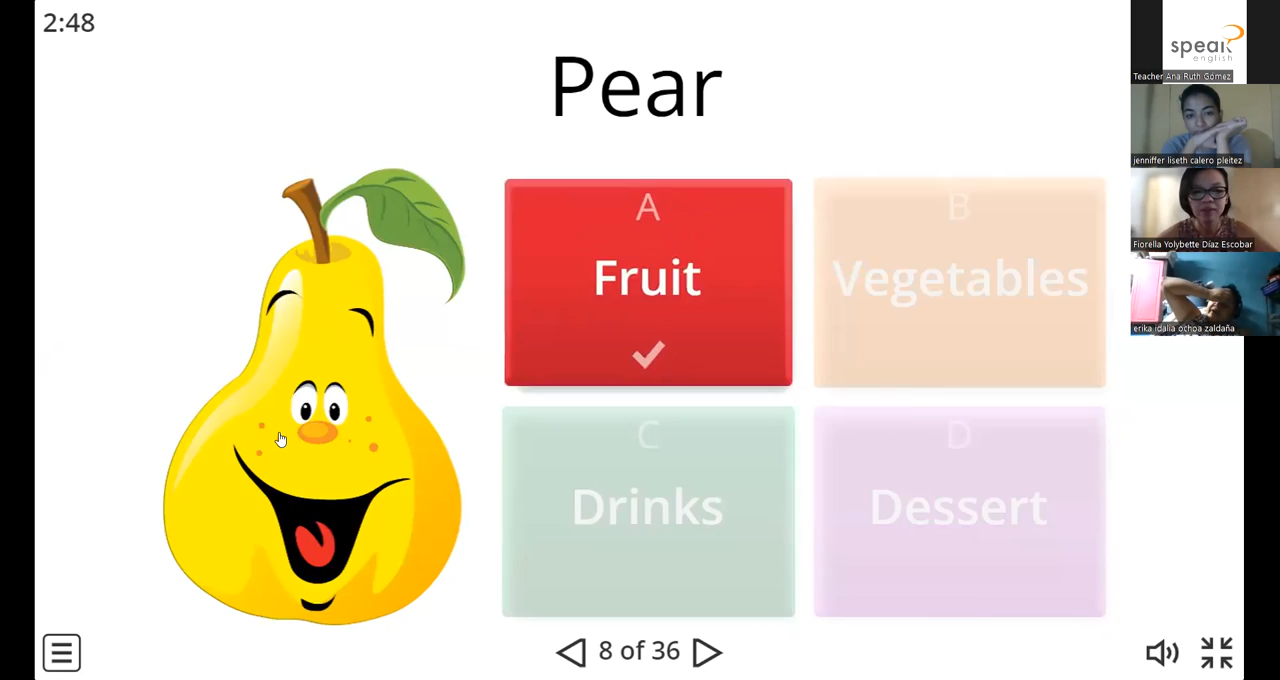 2:48
Pear
A
Fruit
B
Vegetables
C
Drinks
D
Dessert
8 of 36
speak
english
Teacher Ana Ruth Gómez
jenniffer liseth calero pleitez
Fiorella Yolybette Díaz Escobar
erika idalia ochoa zaldaña